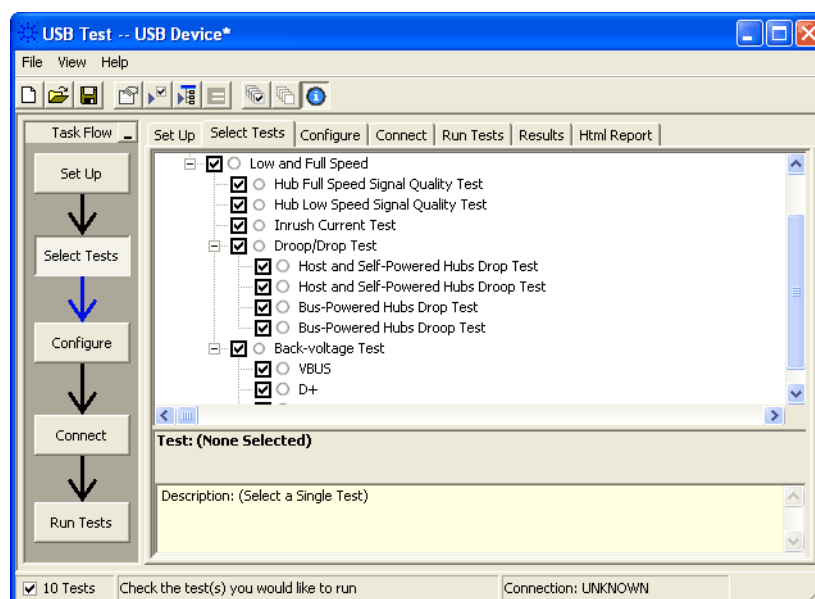 USB Test -- USB Device*
File View Help
Task Flow
Set Up
Select Tests
Configure
Connect
Run Tests
Set Up Select Tests Configure Connect Run Tests Results Html Report
Low and Full Speed
Hub Full Speed Signal Quality Test
Hub Low Speed Signal Quality Test
Inrush Current Test
Droop/Drop Test
Host and Self-Powered Hubs Drop Test
Host and Self-Powered Hubs Droop Test
Bus-Powered Hubs Drop Test
Bus-Powered Hubs Droop Test
Back-voltage Test
VBUS
D+
Test: (None Selected)
Description: (Select a Single Test)
10 Tests Check the test(s) you would like to run Connection: UNKNOWN